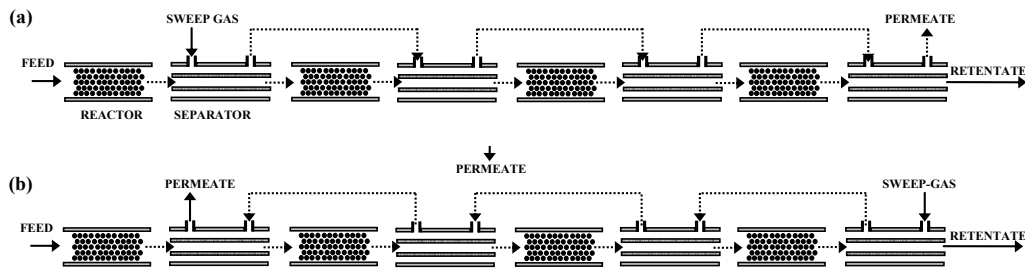 (a)
SWEEP GAS
PERMEATE
FEED
RETENTATE
REACTOR
SEPARATOR
PERMEATE
(b)
PERMEATE
SWEEP-GAS
FEED
RETENTATE